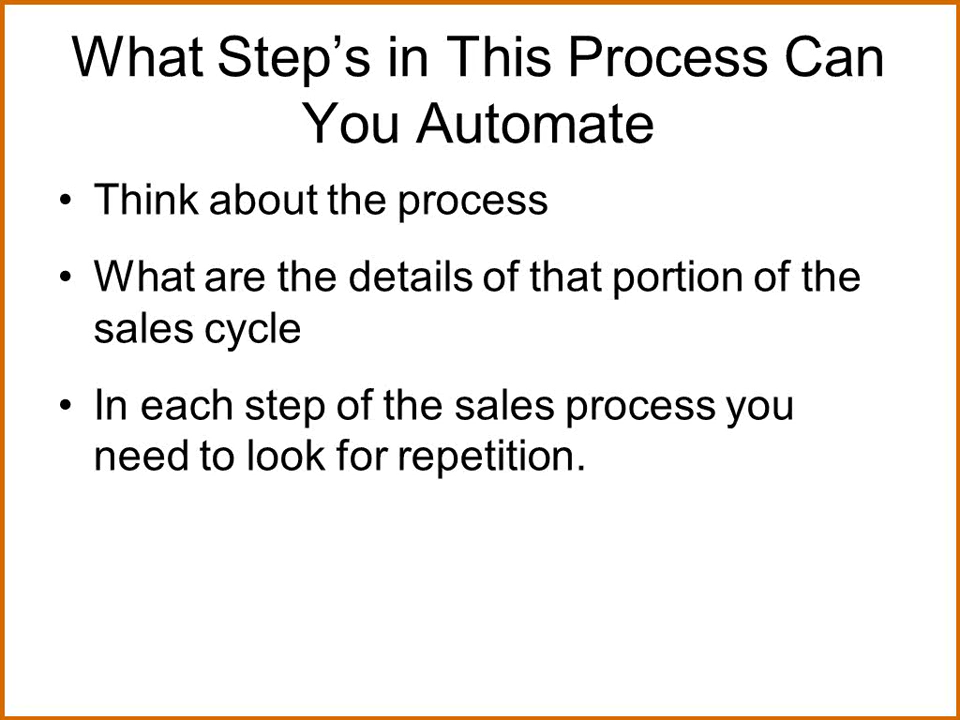 What Step’s in This Process Can
You Automate
• Think about the process
• What are the details of that portion of the
sales cycle
• In each step of the sales process you
need to look for repetition.